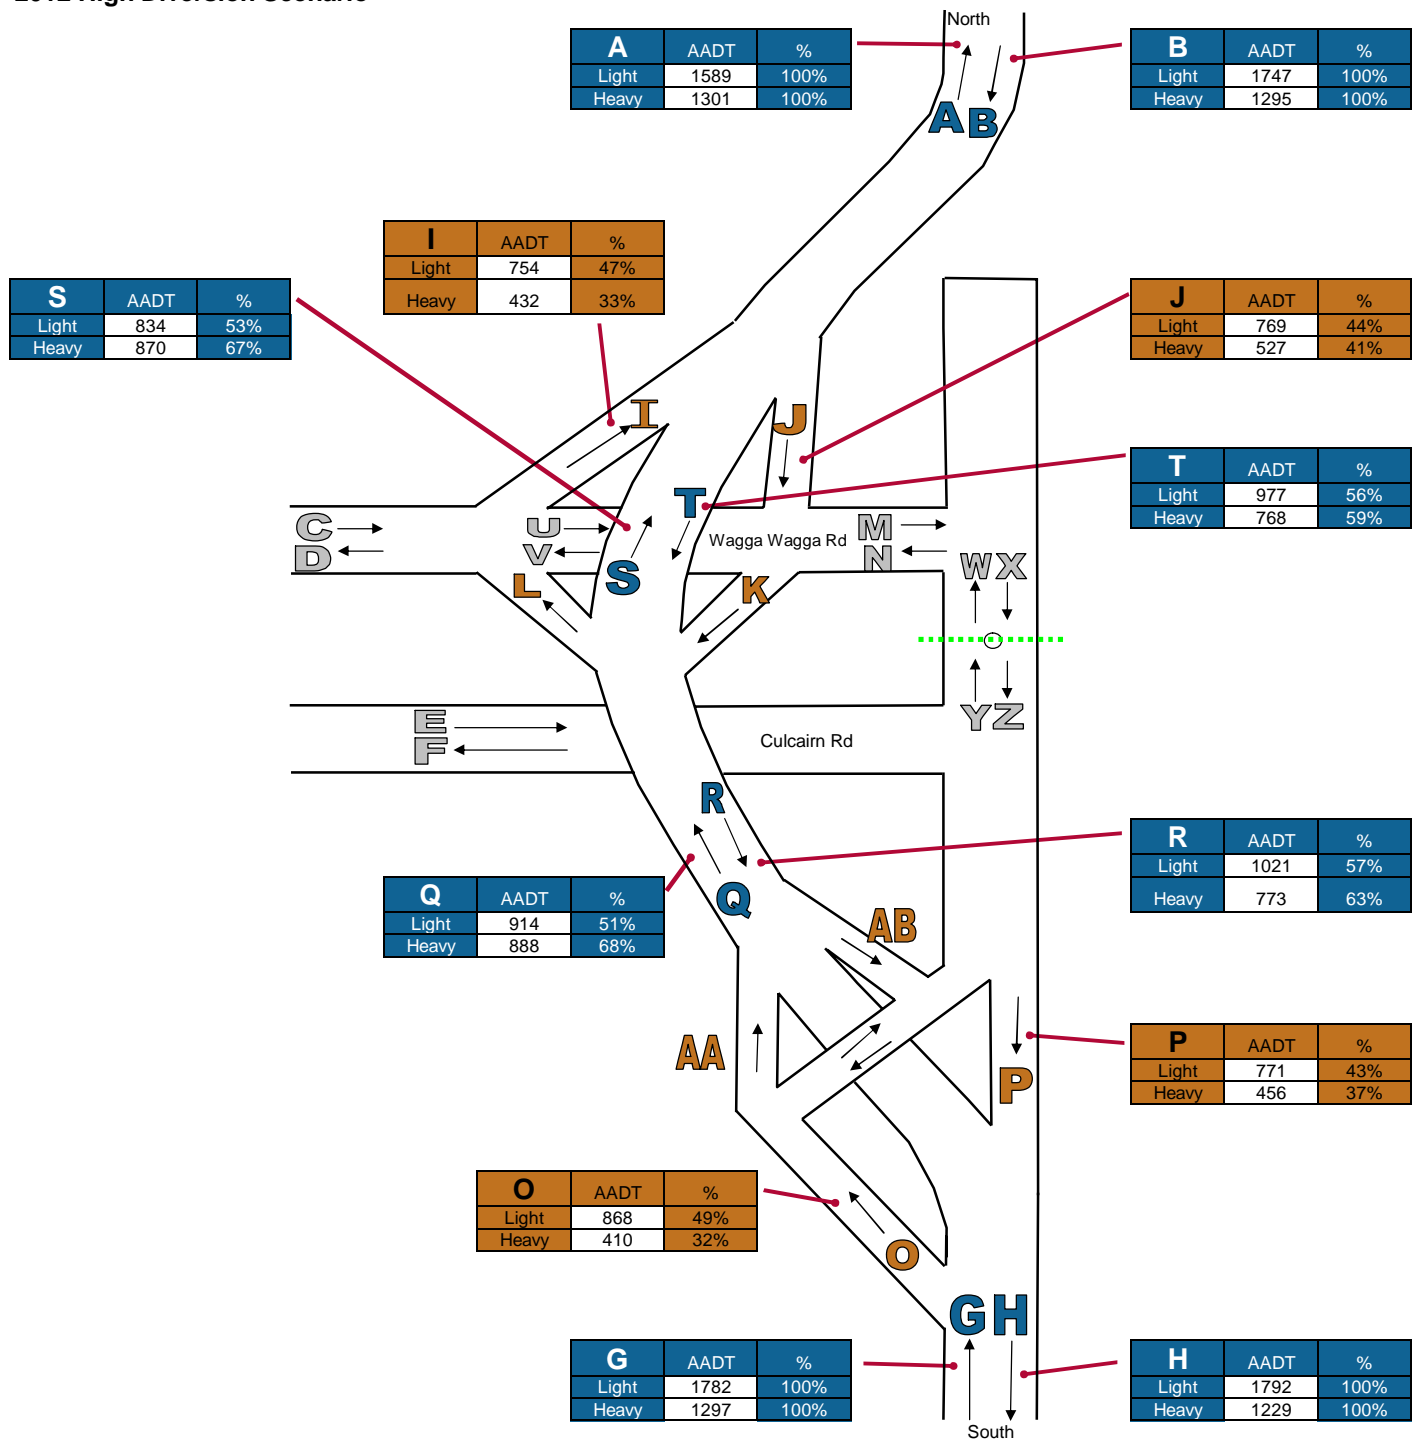 North
A AADT %
Light 1589 100%
Heavy 1301 100%
B AADT %
Light 1747 100%
Heavy 1295 100%
A B
I AADT %
Light 754 47%
Heavy 432 33%
S AADT %
Light 834 53%
Heavy 870 67%
J AADT %
Light 769 44%
Heavy 527 41%
I
J
T AADT %
Light 977 56%
Heavy 768 59%
T
C
D
U
V
S
Wagga Wagga Rd
M
N
L
K
W X
Y Z
E
F
Culcairn Rd
R
Q
R AADT %
Light 1021 57%
Heavy 773 63%
Q AADT %
Light 914 51%
Heavy 888 68%
AB
AA
P
P AADT %
Light 771 43%
Heavy 456 37%
O AADT %
Light 868 49%
Heavy 410 32%
O
G H
G AADT %
Light 1782 100%
Heavy 1297 100%
H AADT %
Light 1792 100%
Heavy 1229 100%
South